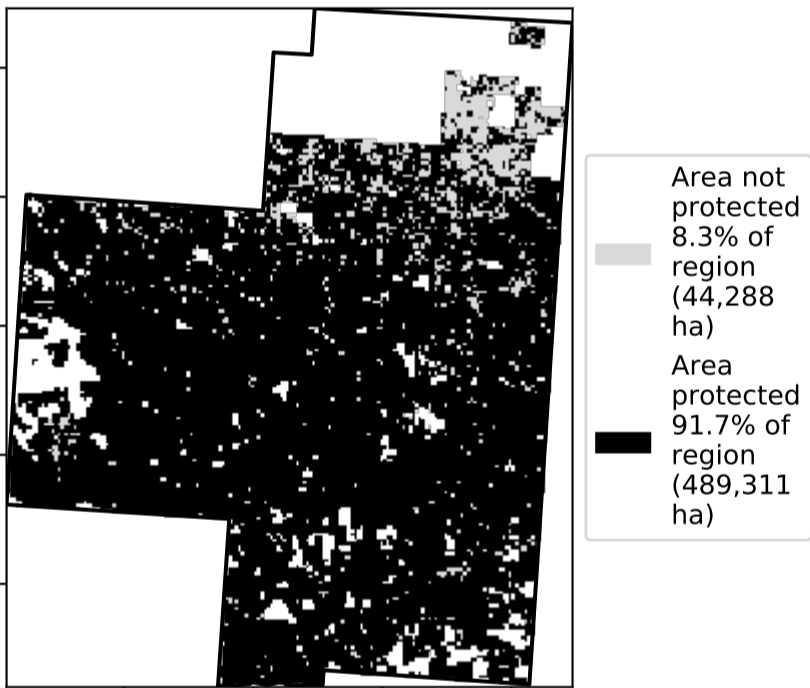 Area not
protected
8.3% of
region
(44,288
ha)
Area
protected
91.7% of
region
(489,311
ha)